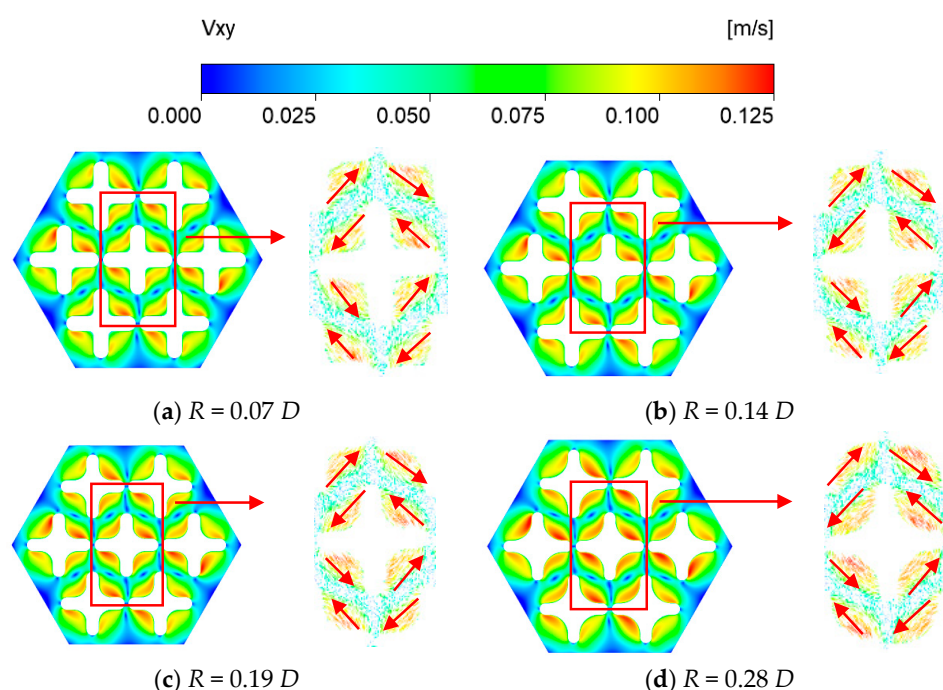 Vxy [m/s]
0.000 0.025 0.050 0.075 0.100 0.125
(a) R = 0.07 D
(b) R = 0.14 D
(c) R = 0.19 D
(d) R = 0.28 D